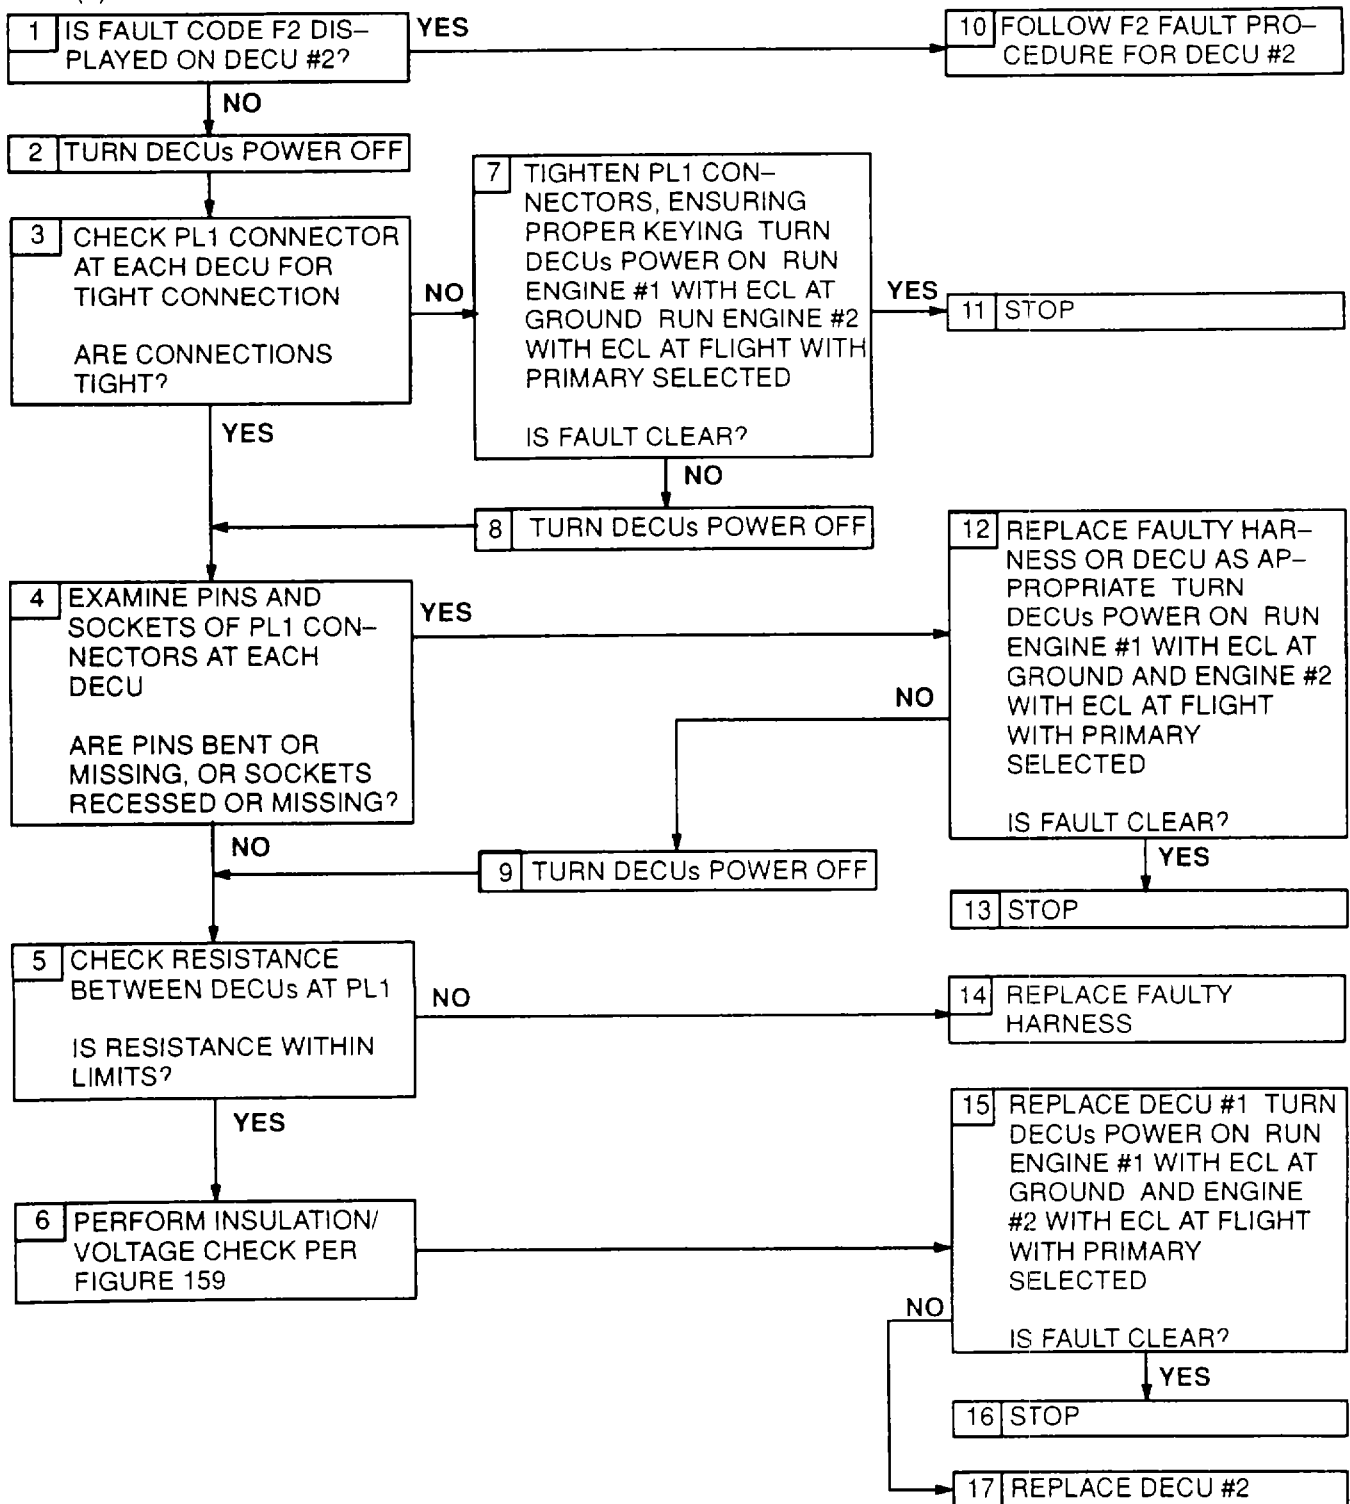 1 IS FAULT CODE F2 DIS–
PLAYED ON DECU #2?
YES
10 FOLLOW F2 FAULT PRO–
CEDURE FOR DECU #2
NO
2 TURN DECUs POWER OFF
3 CHECK PL1 CONNECTOR
AT EACH DECU FOR
TIGHT CONNECTION
ARE CONNECTIONS
TIGHT?
NO
7 TIGHTEN PL1 CON–
NECTORS, ENSURING
PROPER KEYING TURN
DECUs POWER ON RUN
ENGINE #1 WITH ECL AT
GROUND RUN ENGINE #2
WITH ECL AT FLIGHT WITH
PRIMARY SELECTED
IS FAULT CLEAR?
YES
11 STOP
YES
NO
8 TURN DECUs POWER OFF
4 EXAMINE PINS AND
SOCKETS OF PL1 CON–
NECTORS AT EACH
DECU
ARE PINS BENT OR
MISSING, OR SOCKETS
RECESSED OR MISSING?
YES
12 REPLACE FAULTY HAR–
NESS OR DECU AS AP–
PROPRIATE TURN
DECUs POWER ON RUN
ENGINE #1 WITH ECL AT
GROUND AND ENGINE #2
WITH ECL AT FLIGHT
WITH PRIMARY
SELECTED
IS FAULT CLEAR?
NO
YES
NO
9 TURN DECUs POWER OFF
13 STOP
5 CHECK RESISTANCE
BETWEEN DECUs AT PL1
IS RESISTANCE WITHIN
LIMITS?
NO
14 REPLACE FAULTY
HARNESS
YES
6 PERFORM INSULATION/
VOLTAGE CHECK PER
FIGURE 159
15 REPLACE DECU #1 TURN
DECUs POWER ON RUN
ENGINE #1 WITH ECL AT
GROUND AND ENGINE
#2 WITH ECL AT FLIGHT
WITH PRIMARY
SELECTED
IS FAULT CLEAR?
NO
YES
16 STOP
17 REPLACE DECU #2